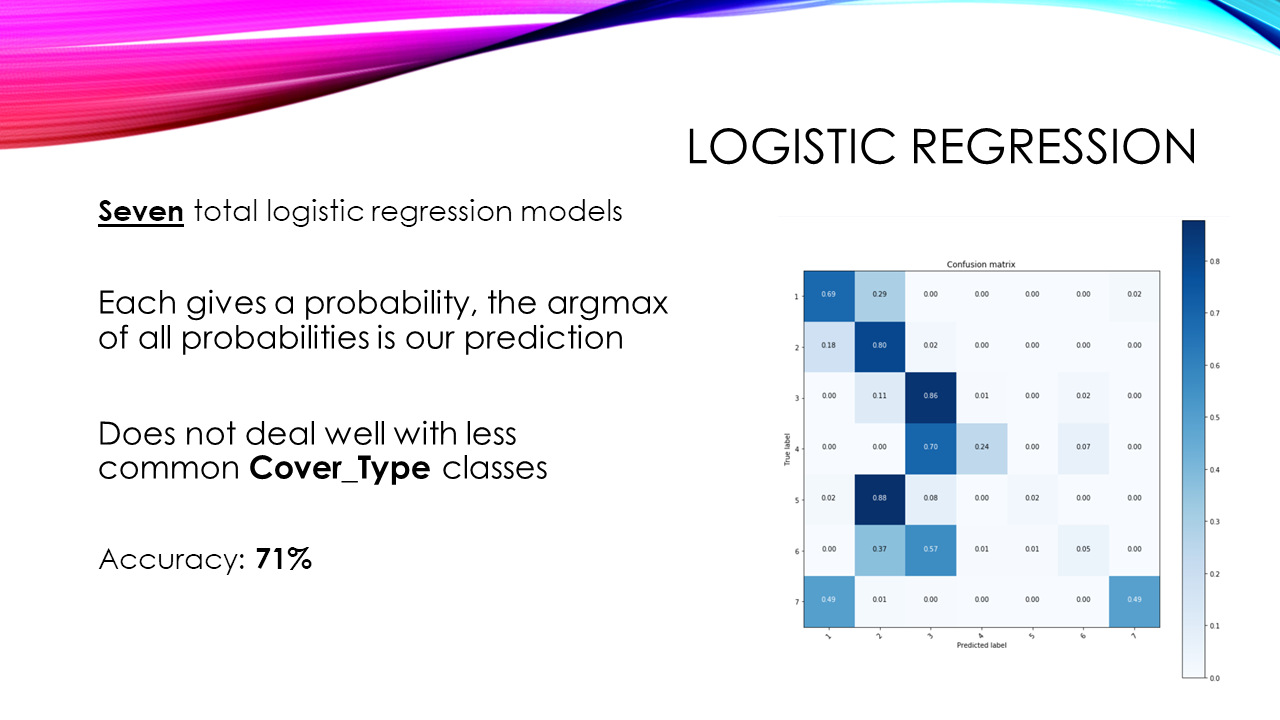 LOGISTIC REGRESSION
Seven total logistic regression models
Each gives a probability, the argmax
of all probabilities is our prediction
Does not deal well with less
common Cover_Type classes
Accuracy: 71%
Confusion matrix
True label
1 0.69 0.29 0.00 0.00 0.00 0.00 0.02
2 0.18 0.80 0.02 0.00 0.00 0.00 0.00
3 0.00 0.11 0.86 0.01 0.00 0.02 0.00
4 0.00 0.00 0.70 0.24 0.00 0.07 0.00
5 0.02 0.88 0.08 0.00 0.02 0.00 0.00
6 0.00 0.37 0.57 0.01 0.01 0.05 0.00
7 0.49 0.01 0.00 0.00 0.00 0.00 0.49
1 2 3 4 5 6 7
Predicted label
0.8
0.7
0.6
0.5
0.4
0.3
0.2
0.1
0.0